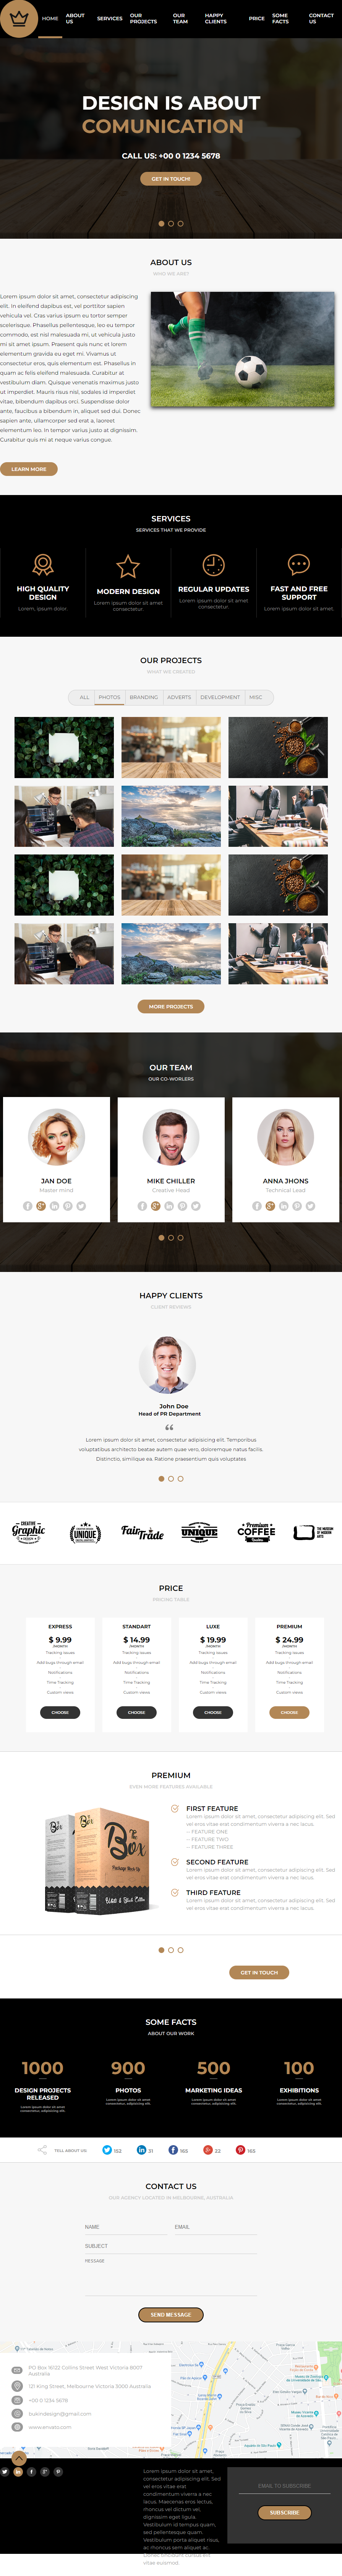 HOME
ABOUT US
SERVICES
OUR PROJECTS
OUR TEAM
HAPPY CLIENTS
PRICE
SOME FACTS
CONTACT US
DESIGN IS ABOUT
COMUNICATION
CALL US: +00 0 1234 5678
GET IN TOUCH!
ABOUT US
WHO WE ARE?
Lorem ipsum dolor sit amet, consectetur adipiscing
elit. In eleifend dapibus est, vel porttitor sapien
vehicula vel. Cras varius ipsum eu tortor semper
scelerisque. Phasellus pellentesque, leo eu tempor
commodo, est nisl malesuada mi, ut vehicula justo
mi sit amet ipsum. Praesent quis nunc et lorem
elementum gravida eu eget mi. Vivamus ut
consectetur eros, quis elementum est. Phasellus in
quam ac felis eleifend malesuada. Curabitur at
vestibulum diam. Quisque venenatis maximus justo
ut imperdiet. Mauris risus nisl, sodales id imperdiet
vitae, bibendum dapibus orci. Suspendisse dolor
ante, faucibus a bibendum in, aliquet sed dui. Donec
sapien ante, ullamcorper sed erat a, laoreet
elementum leo. In tempor varius justo at dignissim.
Curabitur quis mi at neque varius congue.
LEARN MORE
SERVICES
SERVICES THAT WE PROVIDE
HIGH QUALITY DESIGN
Lorem, ipsum dolor.
MODERN DESIGN
Lorem ipsum dolor sit amet consectetur.
REGULAR UPDATES
Lorem ipsum dolor sit amet consectetur.
FAST AND FREE SUPPORT
Lorem ipsum dolor sit amet.
OUR PROJECTS
WHAT WE CREATED
ALL
PHOTOS
BRANDING
ADVERTS
DEVELOPMENT
MISC
MORE PROJECTS
OUR TEAM
OUR CO-WORLERS
JAN DOE
Master mind
MIKE CHILLER
Creative Head
ANNA JHONS
Technical Lead
HAPPY CLIENTS
CLIENT REVIEWS
John Doe
Head of PR Department
Lorem ipsum dolor sit amet, consectetur adipisicing elit. Temporibus
voluptatibus architecto beatae autem quae vero, doloremque natus facilis.
Distinctio, similique ea. Ratione praesentium quis voluptates
CREATIVE
Graphic
DESIGN
UNIQUE
Fair Trade
UNIQUE
Premium
COFFEE
THE MUSEUM
OF MODERN
ARTS
PRICE
PRICING TABLE
EXPRESS
$ 9.99
/MONTH
Tracking issues
Add bugs through email
Notifications
Time Tracking
Custom views
CHOOSE
STANDART
$ 14.99
/MONTH
Tracking issues
Add bugs through email
Notifications
Time Tracking
Custom views
CHOOSE
LUXE
$ 19.99
/MONTH
Tracking issues
Add bugs through email
Notifications
Time Tracking
Custom views
CHOOSE
PREMIUM
$ 24.99
/MONTH
Tracking issues
Add bugs through email
Notifications
Time Tracking
Custom views
CHOOSE
PREMIUM
EVEN MORE FEATURES AVAILABLE
The Box
Package Mock-Up
FIRST FEATURE
Lorem ipsum dolor sit amet, consectetur adipiscing elit. Sed
vel eros vitae erat condimentum viverra a nec lacus.
— FEATURE ONE
— FEATURE TWO
— FEATURE THREE
SECOND FEATURE
Lorem ipsum dolor sit amet, consectetur adipiscing elit. Sed
vel eros vitae erat condimentum viverra a nec lacus.
THIRD FEATURE
Lorem ipsum dolor sit amet, consectetur adipiscing elit. Sed
vel eros vitae erat condimentum viverra a nec lacus.
GET IN TOUCH
SOME FACTS
ABOUT OUR WORK
1000
DESIGN PROJECTS RELEASED
Lorem ipsum dolor sit amet consectetur, adipisicing elit.
900
PHOTOS
Lorem ipsum dolor sit amet consectetur, adipisicing elit.
500
MARKETING IDEAS
Lorem ipsum dolor sit amet consectetur, adipisicing elit.
100
EXHIBITIONS
Lorem ipsum dolor sit amet consectetur, adipisicing elit.
TELL ABOUT US:
152
31
165
22
165
CONTACT US
OUR AGENCY LOCATED IN MELBOURNE, AUSTRALIA
NAME
EMAIL
SUBJECT
MESSAGE
SEND MESSAGE
PO Box 16122 Collins Street West Victoria 8007
Australia
121 King Street, Melbourne Victoria 3000 Australia
+00 0 1234 5678
loukindesign@gmail.com
www.envato.com
Lorem ipsum dolor sit amet,
consectetur adipiscing elit. Sed
vel eros vitae erat
condimentum viverra a nec
lacus. Maecenas eros lectus,
rhoncus vel dictum vel,
dignissim eget ligula.
Vestibulum id tempus quam,
sed pellentesque quam.
Vestibulum porta aliquet risus,
ac rhoncus sem aliquet ac.
vitae euismod.
EMAIL TO SUBSCRIBE
SUBSCRIBE